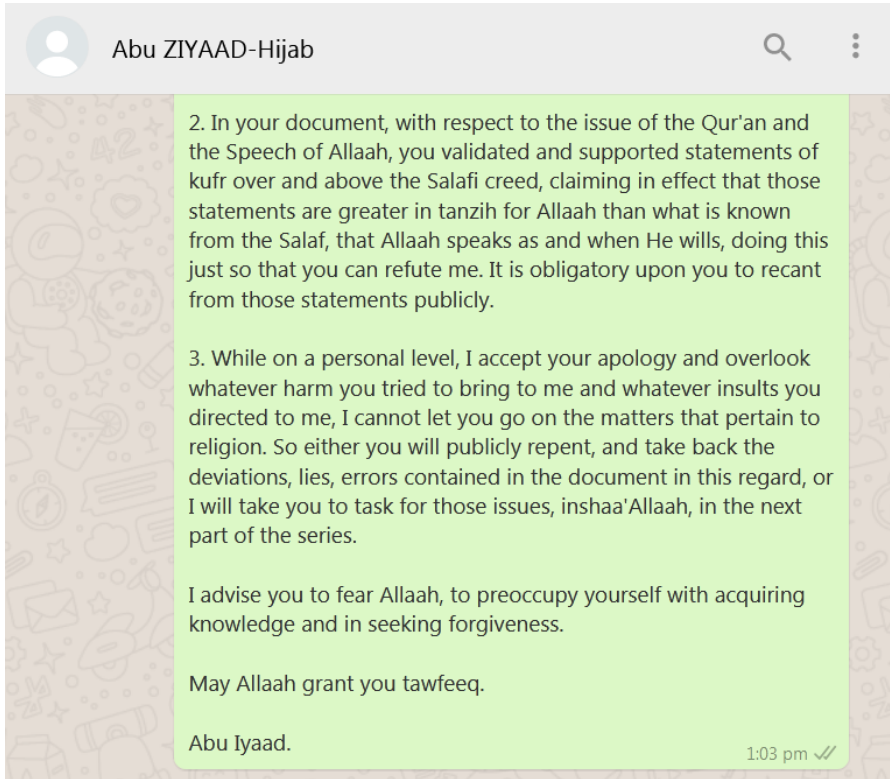 Abu ZIYAAD-Hijab
2. In your document, with respect to the issue of the Qur'an and
the Speech of Allaah, you validated and supported statements of
kufr over and above the Salafi creed, claiming in effect that those
statements are greater in tanzih for Allaah than what is known
from the Salaf, that Allaah speaks as and when He wills, doing this
just so that you can refute me. It is obligatory upon you to recant
from those statements publicly.
3. While on a personal level, I accept your apology and overlook
whatever harm you tried to bring to me and whatever insults you
directed to me, I cannot let you go on the matters that pertain to
religion. So either you will publicly repent, and take back the
deviations, lies, errors contained in the document in this regard, or
I will take you to task for those issues, inshaa'Allaah, in the next
part of the series.
I advise you to fear Allaah, to preoccupy yourself with acquiring
knowledge and in seeking forgiveness.
May Allaah grant you tawfeeq.
Abu Iyaad.
1:03 pm